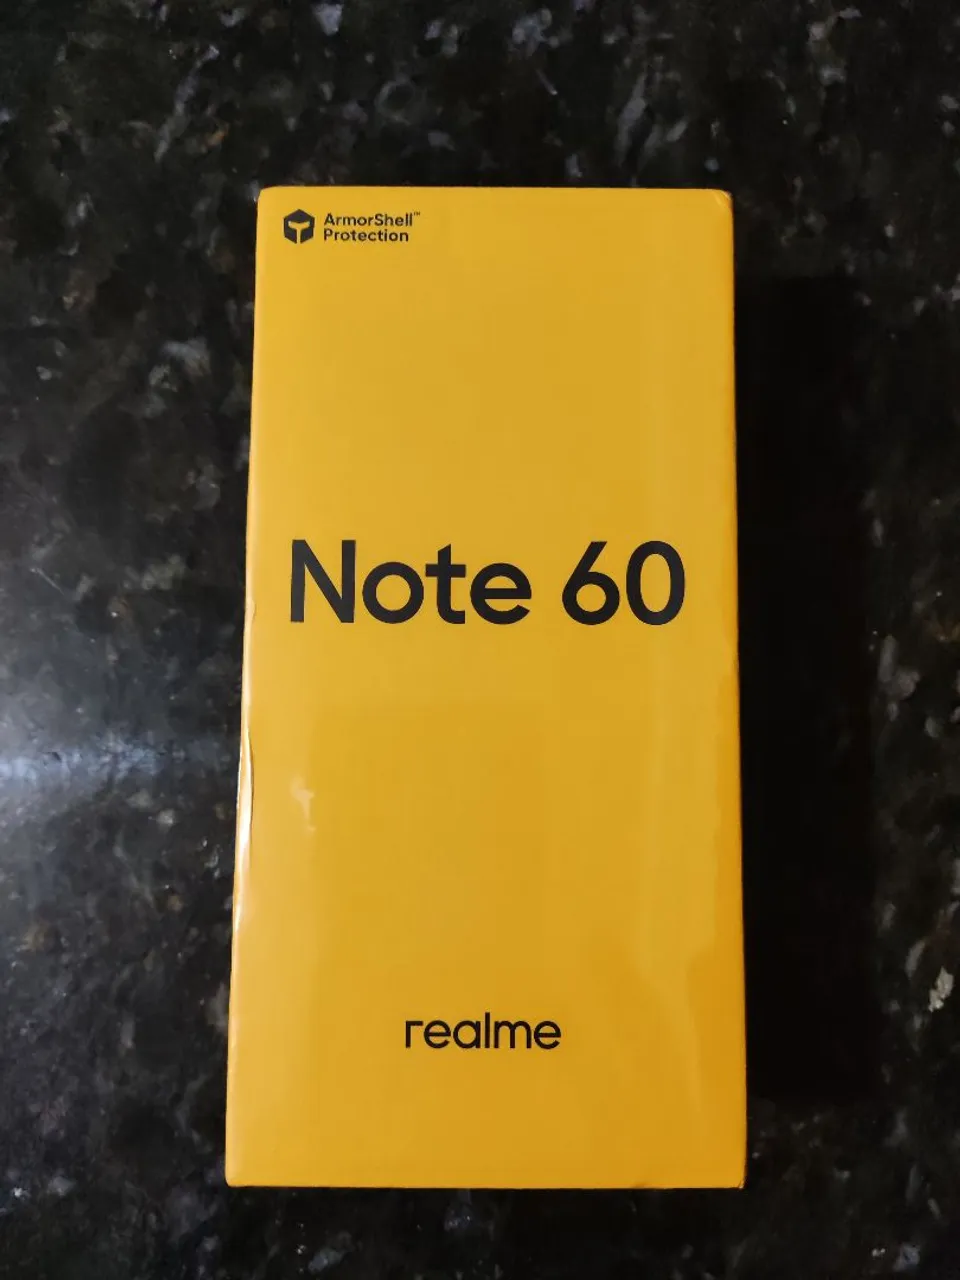 ArmorShell™
Protection
Note 60
realme